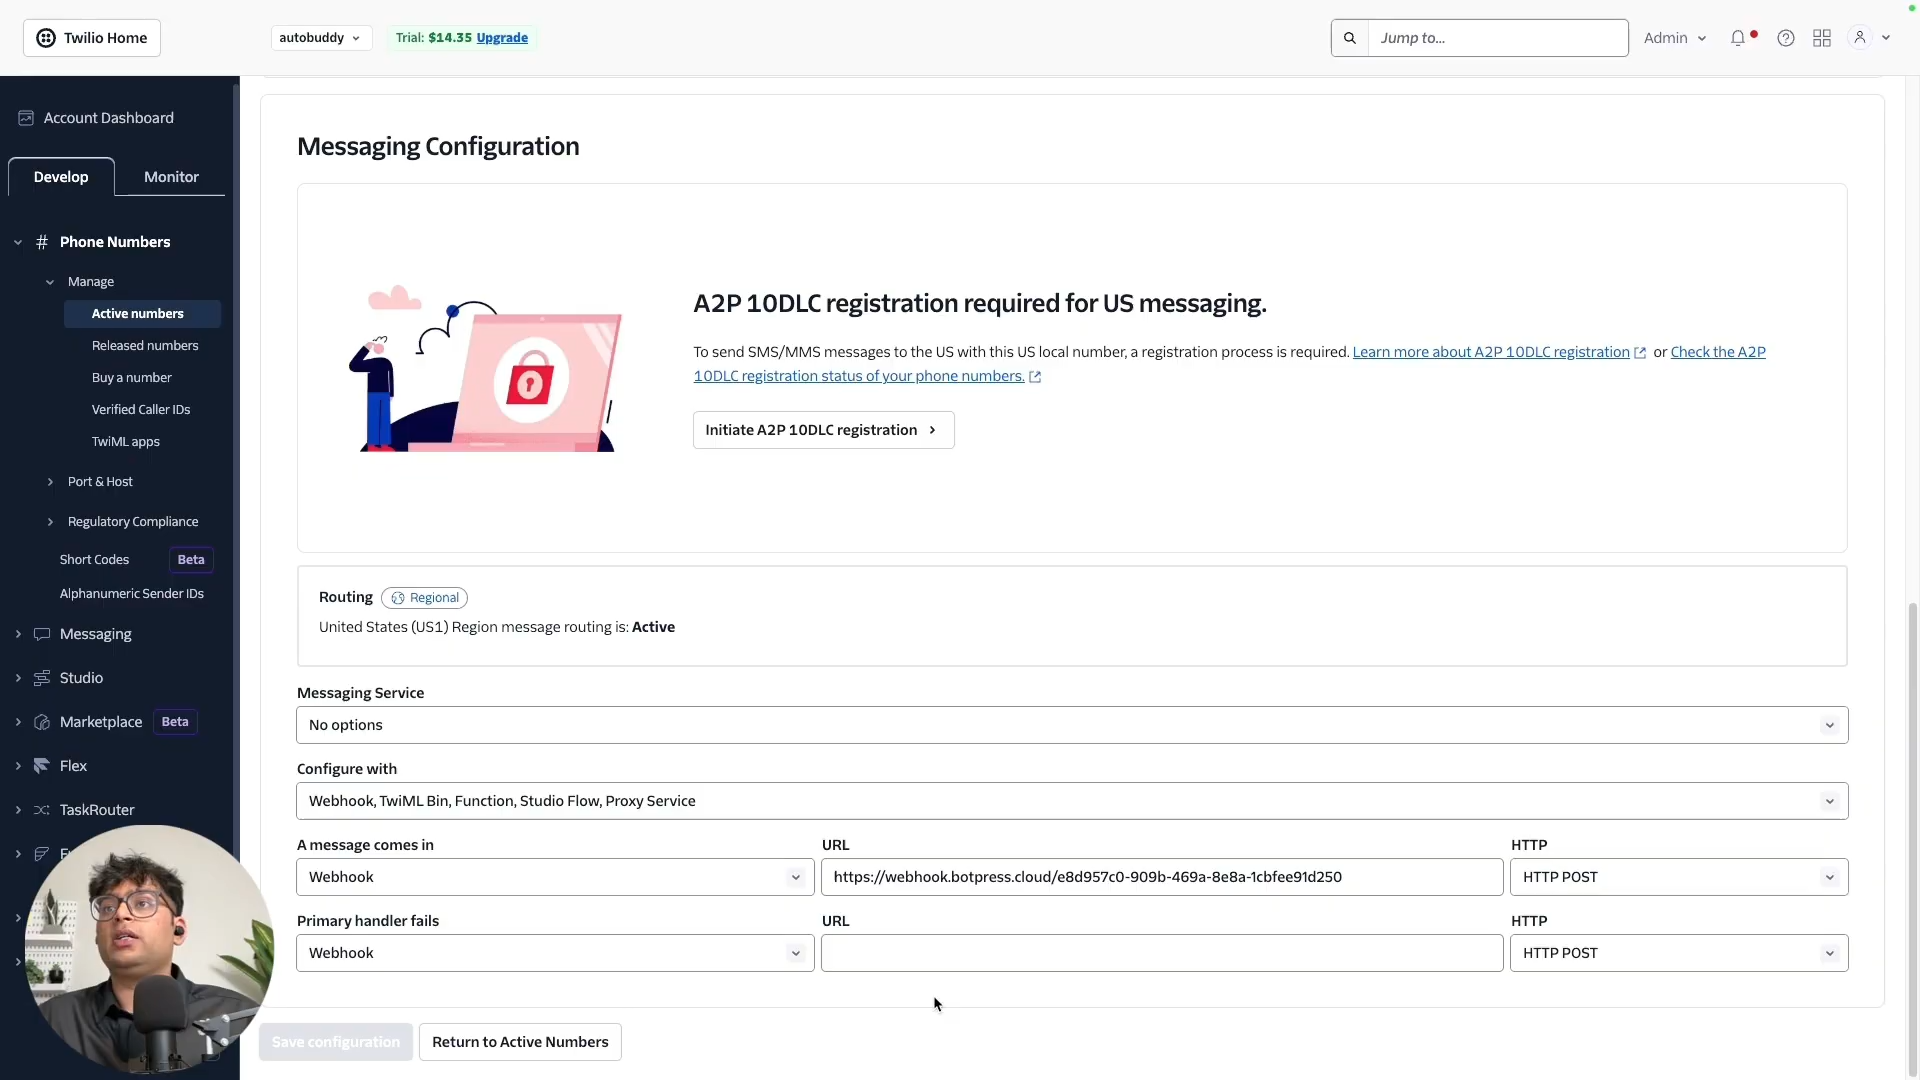 Twilio Home
autobuddy
Trial: $14.35 Upgrade
Jump to...
Admin
Account Dashboard
Develop
Monitor
# Phone Numbers
Manage
Active numbers
Released numbers
Buy a number
Verified Caller IDs
TwiML apps
Port & Host
Regulatory Compliance
Short Codes Beta
Alphanumeric Sender IDs
Messaging
Studio
Marketplace Beta
Flex
TaskRouter
Messaging Configuration
A2P 10DLC registration required for US messaging.
To send SMS/MMS messages to the US with this US local number, a registration process is required. Learn more about A2P 10DLC registration or Check the A2P
10DLC registration status of your phone numbers.
Initiate A2P 10DLC registration
Routing Regional
United States (US1) Region message routing is: Active
Messaging Service
No options
Configure with
Webhook, TwiML Bin, Function, Studio Flow, Proxy Service
A message comes in URL HTTP
Webhook https://webhook.botpress.cloud/e8d957c0-909b-469a-8e8a-1cbfee91d250 HTTP POST
Primary handler fails URL HTTP
Webhook HTTP POST
Save configuration
Return to Active Numbers